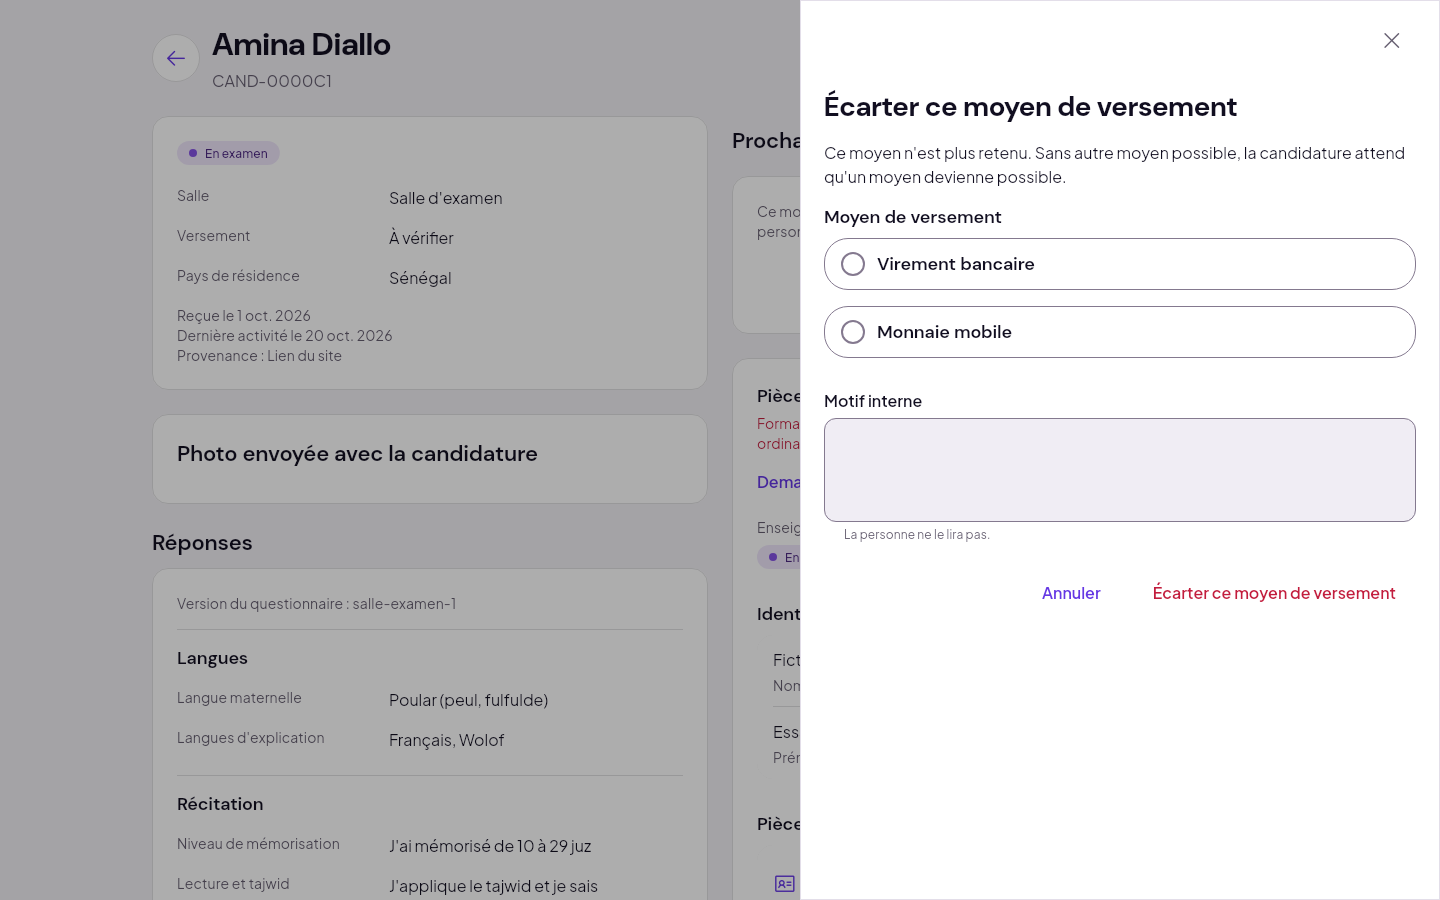 Amina Diallo
CAND-0000C1
En examen
Salle
Salle d'examen
Versement
À vérifier
Pays de résidence
Sénégal
Reçue le 1 oct. 2026
Dernière activité le 20 oct. 2026
Provenance : Lien du site
Photo envoyée avec la candidature
Réponses
Version du questionnaire : salle-examen-1
Langues
Langue maternelle
Poular (peul, fulfulde)
Langues d'explication
Français, Wolof
Récitation
Niveau de mémorisation
J'ai mémorisé de 10 à 29 juz
Lecture et tajwid
J'applique le tajwid et je sais
Procha
Ce mo
person
Pièce
Forma
ordina
Dema
Enseig
En
Ident
Fict
Nom
Ess
Prér
Pièce
Écarter ce moyen de versement
Ce moyen n'est plus retenu. Sans autre moyen possible, la candidature attend
qu'un moyen devienne possible.
Moyen de versement
Virement bancaire
Monnaie mobile
Motif interne
La personne ne le lira pas.
Annuler
Écarter ce moyen de versement